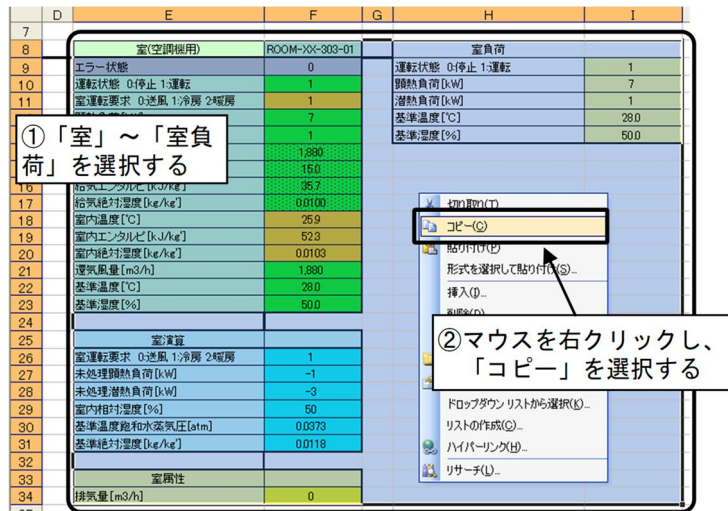 D E F G H I
7
8 室(空調機用) ROOM-XX-303-01 室負荷
9 エラー状態 0 運転状態 0:停止 1:運転 1
10 運転状態 0:停止 1:運転 1 顕熱負荷[kW] 7
11 室運転要求 0:送風 1:冷房 2:暖房 1 潜熱負荷[kW] 1
7 基準温度[℃] 28.0
1 基準湿度[%] 50.0
①「室」～「室負
荷」を選択する
1,880
15.0
16 給気エンタルピ[kJ/kg'] 35.7
17 給気絶対湿度[kg/kg'] 0.0100 切り取り(T)
18 室内温度[℃] 25.9
コピー(C)
19 室内エンタルピ[kJ/kg'] 52.3
20 室内絶対湿度[kg/kg'] 0.0103 貼り付け(P)
21 還気風量[m3/h] 1,880 形式を選択して貼り付け(S)...
22 基準温度[℃] 28.0 挿入(I)...
23 基準湿度[%] 50.0 削除(D)...
24
②マウスを右クリックし、
「コピー」を選択する
25 室演算
26 室運転要求 0:送風 1:冷房 2:暖房 1
27 未処理顕熱負荷[kW] -1
28 未処理潜熱負荷[kW] -3
29 室内相対湿度[%] 50 ドロップダウン リストから選択(K)...
30 基準温度飽和水蒸気圧[atm] 0.0373 リストの作成(C)...
31 基準絶対湿度[kg/kg'] 0.0118 ハイパーリンク(H)...
32
33 室属性 リサーチ(L)...
34 排気量[m3/h] 0